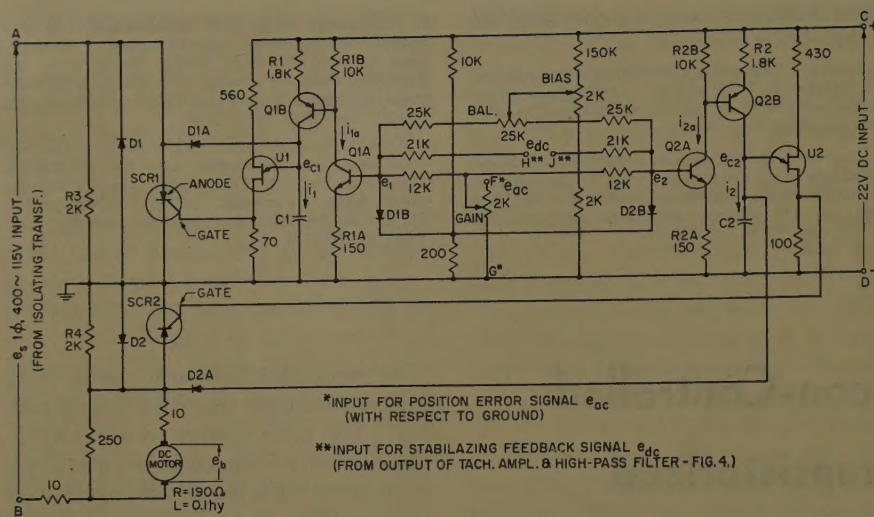 A
C +
R1
1.8K
R1B
10K
10K
150K
R2B
10K
R2
1.8K
430
560
Q1B
BIAS
2K
Q2B
D1
D1A
25K
BAL.
25K
25K
i1a
i2a
Q1A
Q2A
U1
eC1
21K
edc
H** J**
21K
eC2
U2
SCR1
ANODE
R3
2K
e1
12K
F* eac
12K
e2
i1
i2
GATE
C1
D1B
GAIN
2K
2K
D2B
C2
70
R1A
150
200
G*
R2A
150
100
D -
SCR2
GATE
R4
2K
D2
D2A
10
250
DC
MOTOR
eb
R=190Ω
L=0.1hy
10
B
es 1ϕ, 400~ 115V INPUT
(FROM ISOLATING TRANSF.)
22V DC INPUT
*INPUT FOR POSITION ERROR SIGNAL eac
(WITH RESPECT TO GROUND)
**INPUT FOR STABILAZING FEEDBACK SIGNAL edc
(FROM OUTPUT OF TACH. AMPL. & HIGH-PASS FILTER-FIG.4.)